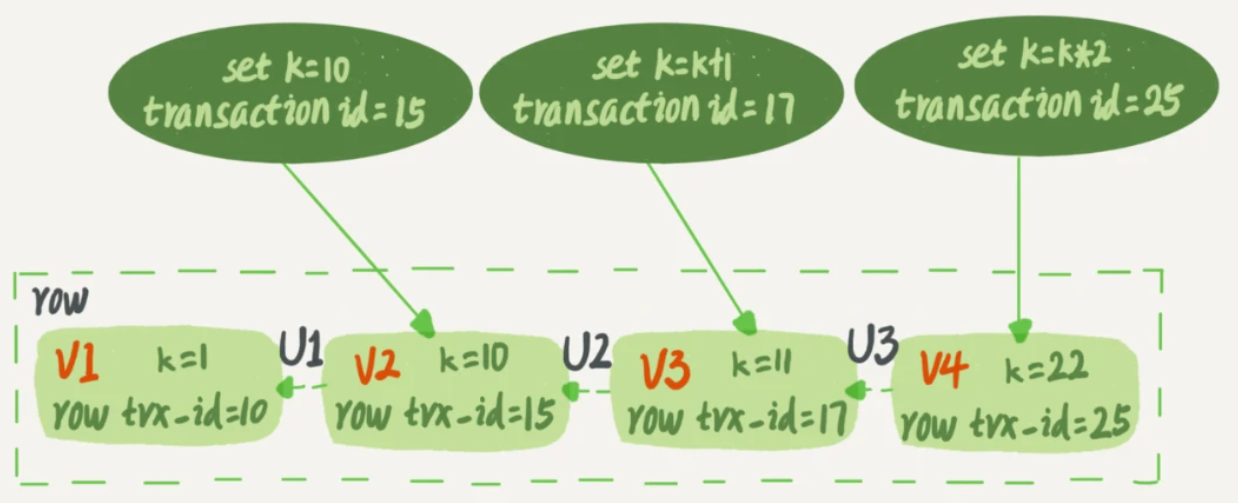 set k=10
transaction id=15
set k=k+1
transaction id=17
set k=k*2
transaction id=25
row
V1 k=1
row trx-id=10
U1
V2 k=10
row trx-id=15
U2
V3 k=11
row trx-id=17
U3
V4 k=22
row trx-id=25